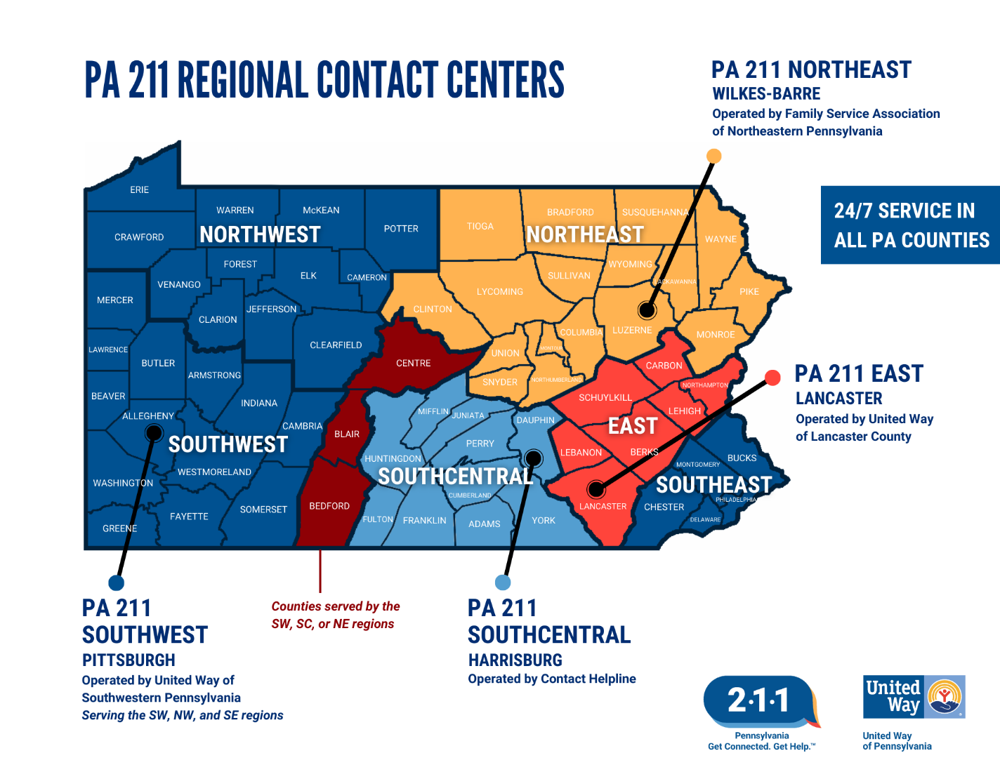 PA 211 REGIONAL CONTACT CENTERS
PA 211 NORTHEAST
WILKES-BARRE
Operated by Family Service Association
of Northeastern Pennsylvania
24/7 SERVICE IN
ALL PA COUNTIES
ERIE
WARREN
McKEAN
POTTER
CRAWFORD
NORTHWEST
FOREST
ELK
CAMERON
VENANGO
MERCER
JEFFERSON
CLARION
CLEARFIELD
LAWRENCE
BUTLER
ARMSTRONG
BEAVER
INDIANA
ALLEGHENY
CAMBRIA
SOUTHWEST
WESTMORELAND
WASHINGTON
SOMERSET
FAYETTE
GREENE
TIOGA
BRADFORD
SUSQUEHANNA
NORTHEAST
WAYNE
WYOMING
SULLIVAN
LACKAWANNA
LYCOMING
PIKE
CLINTON
COLUMBIA
LUZERNE
MONROE
MONTOUR
UNION
SNYDER
NORTHUMBERLAND
CENTRE
BLAIR
BEDFORD
MIFFLIN
JUNIATA
DAUPHIN
PERRY
HUNTINGDON
SOUTHCENTRAL
CUMBERLAND
FULTON
FRANKLIN
ADAMS
YORK
CARBON
NORTHAMPTON
SCHUYLKILL
LEHIGH
EAST
LEBANON
BERKS
LANCASTER
BUCKS
MONTGOMERY
SOUTHEAST
PHILADELPHIA
CHESTER
DELAWARE
PA 211 EAST
LANCASTER
Operated by United Way
of Lancaster County
PA 211
SOUTHWEST
PITTSBURGH
Operated by United Way of
Southwestern Pennsylvania
Serving the SW, NW, and SE regions
Counties served by the
SW, SC, or NE regions
PA 211
SOUTHCENTRAL
HARRISBURG
Operated by Contact Helpline
2·1·1
Pennsylvania
Get Connected. Get Help.™
United
Way
®
United Way
of Pennsylvania